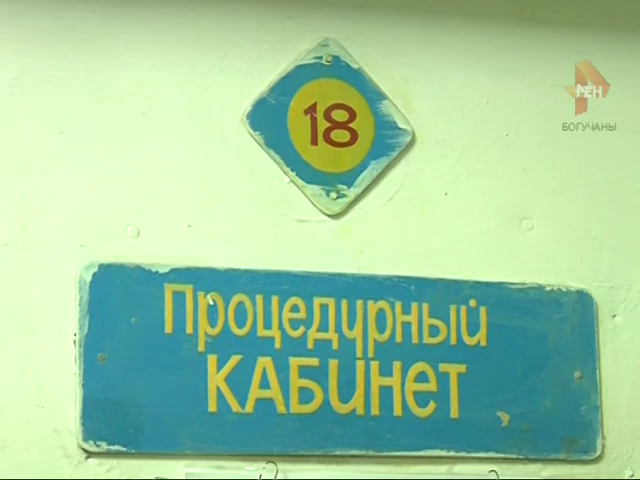 18
РЕН
БОГУЧАНЫ
Процедурный
КАБИНЕТ